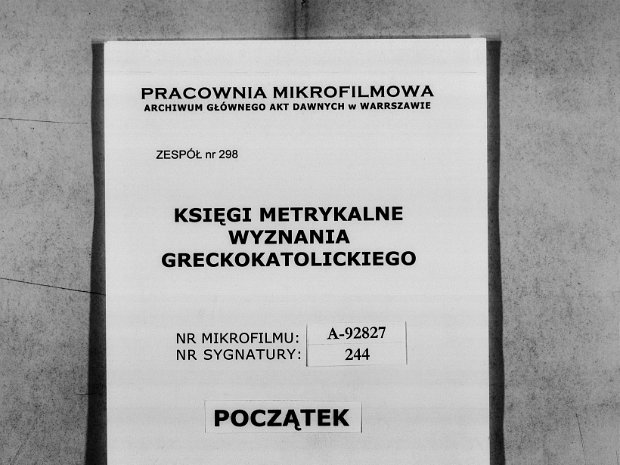 PRACOWNIA MIKROFILMOWA
ARCHIWUM GŁÓWNEGO AKT DAWNYCH w WARRSZAWIE
ZESPÓŁ nr 298
KSIĘGI METRYKALNE
WYZNANIA
GRECKOKATOLICKIEGO
NR MIKROFILMU: A-92827
NR SYGNATURY: 244
POCZĄTEK